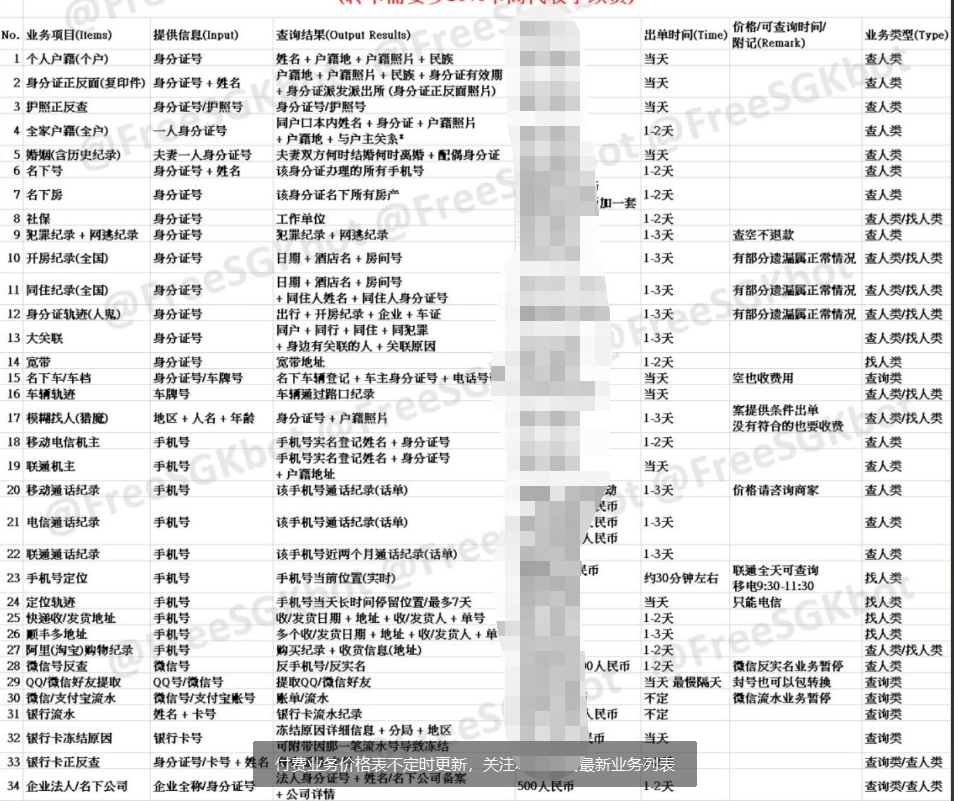 No. 业务项目(Items) 提供信息(Input) 查询结果(Output Results) 出单时间(Time) 价格/可查询时间/附记(Remark) 业务类型(Type)
1 个人户籍(个户) 身分证号 姓名 + 户籍地 + 户籍照片 + 民族 当天 查人类
2 身分证正反面(复印件) 身分证号 + 姓名 户籍地 + 户籍照片 + 民族 + 身分证有效期 + 身分证派发派出所 (身分证正反面照片) 当天 查人类
3 护照正反查 身分证号/护照号 身分证号/护照号 当天 查人类
4 全家户籍(全户) 一人身分证号 同户口本内姓名 + 身分证 + 户籍照片 + 户籍地 + 与户主关系* 1-2天 查人类
5 婚姻(含历史纪录) 夫妻一人身分证号 夫妻双方何时结婚何时离婚 + 配偶身分证 当天 查人类
6 名下号 身分证号 + 姓名 该身分证办理的所有手机号 1-2天 查人类
7 名下房 身分证号 该身分证名下所有房产 加一套 1-2天 查人类
8 社保 身分证号 工作单位 1-2天 查人类/找人类
9 犯罪纪录 + 网逃纪录 身分证号 犯罪纪录 + 网逃纪录 1-3天 查空不退款 查人类
10 开房纪录(全国) 身分证号 日期 + 酒店名 + 房间号 1-3天 有部分遗漏属正常情况 查人类/找人类
11 同住纪录(全国) 身分证号 日期 + 酒店名 + 房间号 + 同住人姓名 + 同住人身分证号 1-3天 有部分遗漏属正常情况 查人类/找人类
12 身分证轨迹(人鬼) 身分证号 出行 + 开房纪录 + 企业 + 车证 1-3天 有部分遗漏属正常情况 查人类/找人类
13 大关联 身分证号 同户 + 同行 + 同住 + 同犯罪 + 身边有关联的人 + 关联原因 1-3天 查人类/找人类
14 宽带 身分证号 宽带地址 1-2天 找人类
15 名下车/车档 身分证号/车牌号 名下车辆登记 + 车主身分证号 + 电话号 当天 空也收费用 查询类
16 车辆轨迹 车牌号 车辆通过路口纪录 当天 查人类/找人类
17 模糊找人(猎魔) 地区 + 人名 + 年龄 身分证号 + 户籍照片 1-3天 案提供条件出单 没有符合的也要收费 查人类/找人类
18 移动电信机主 手机号 手机号实名登记姓名 + 身分证号 1-2天 查人类
19 联通机主 手机号 手机号实名登记姓名 + 身分证号 + 户籍地址 当天 查人类
20 移动通话纪录 手机号 该手机号通话纪录(话单) 动 1-3天 价格请咨询商家 查人类
民币
21 电信通话纪录 手机号 该手机号通话纪录(话单) 人民币 1-3天 查人类
人民币
22 联通通话纪录 手机号 该手机号近两个月通话纪录(话单) 1-3天 查人类
23 手机号定位 手机号 手机号当前位置(实时) 民币 约30分钟左右 联通全天可查询 移电9:30-11:30 找人类
24 定位轨迹 手机号 手机号当天长时间停留位置/最多7天 当天 只能电信 找人类
25 快递收/发货地址 手机号 收/发货日期 + 地址 + 收/发货人 + 单号 1-2天 找人类
26 顺丰多地址 手机号 多个收/发货日期 + 地址 + 收/发货人 + 单 1-3天 找人类
27 阿里(淘宝)购物纪录 手机号 购买纪录 + 收货信息(地址) 1-2天 查人类/找人类
28 微信号反查 微信号 反手机号/反实名 0人民币 1-2天 微信反实名业务暂停 查人类
29 QQ/微信好友提取 QQ号/微信号 提取QQ/微信好友 当天 最慢隔天 封号也可以包转换 查询类
30 微信/支付宝流水 微信号/支付宝账号 账单/流水 不定 微信流水业务暂停 查询类
31 银行流水 姓名 + 卡号 银行卡流水纪录 人民币 不定 查询类
32 银行卡冻结原因 银行卡号 冻结原因详细信息 + 分局 + 地区 可附带因那一笔流水号导致冻结 民币 当天 查询类
33 银行卡正反查 身分证号/卡号 + 姓名 查询类/查人类
付费业务价格表不定时更新，关注 最新业务列表
34 企业法人/名下公司 企业全称/身分证号 法人身分证号 + 姓名/名下公司备案 + 公司详情 500人民币 1-2天 查询类/查人类
@FreeSGKbot